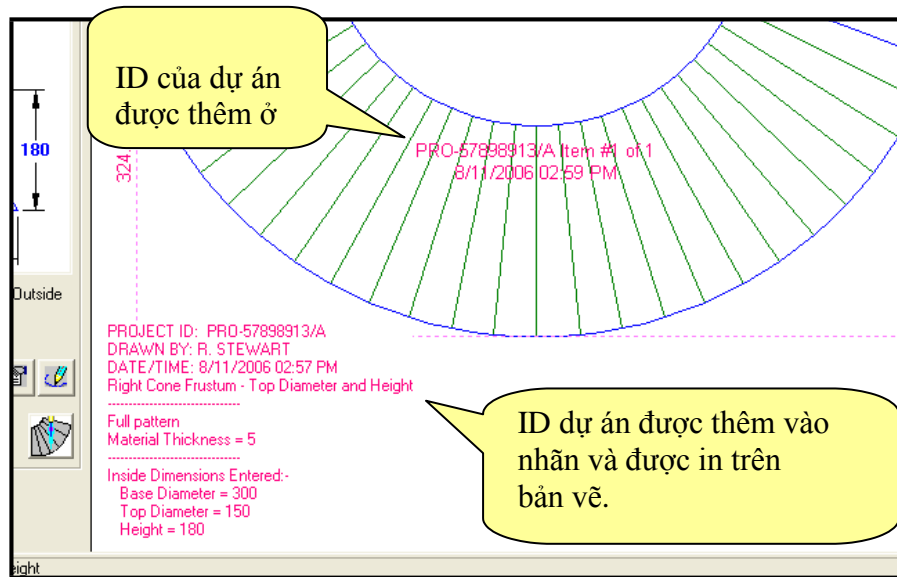 ID của dự án
được thêm ở
180
324
PRO-57898913/A Item #1 of 1
8/11/2006 02:59 PM
Outside
PROJECT ID: PRO-57898913/A
DRAWN BY: R. STEWART
DATE/TIME: 8/11/2006 02:57 PM
Right Cone Frustum - Top Diameter and Height
------------------------------
Full pattern
Material Thickness = 5
------------------------------
Inside Dimensions Entered:-
Base Diameter = 300
Top Diameter = 150
Height = 180
ID dự án được thêm vào
nhãn và được in trên
bản vẽ.
eight